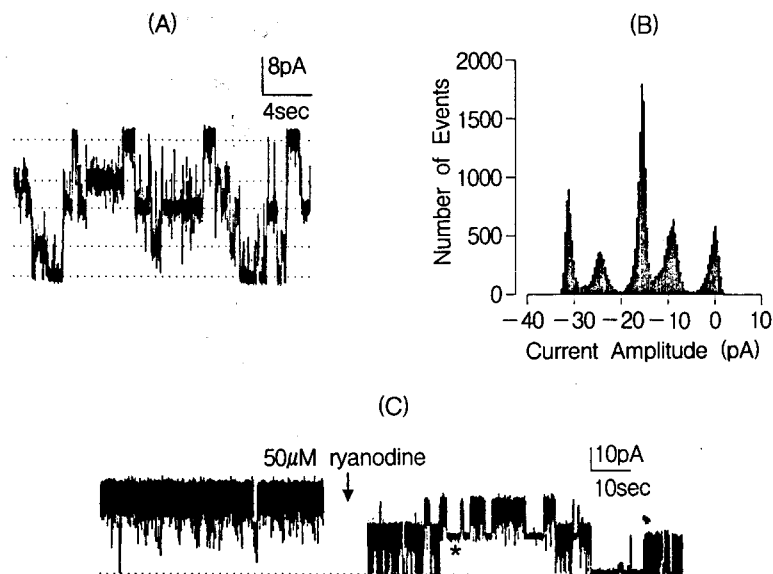 (A)
8pA
4sec
(B)
Number of Events
2000
1500
1000
500
0
−40 −30 −20 −10 0 10
Current Amplitude (pA)
(C)
50μM ryanodine
10pA
10sec
*